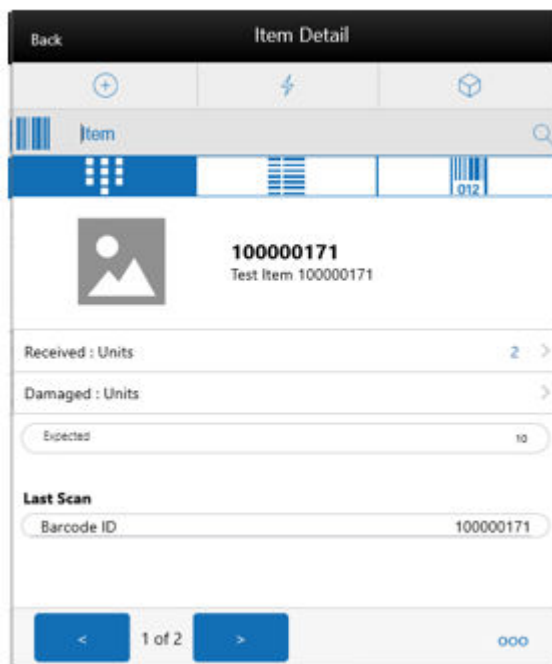 Back Item Detail
Item
012
100000171
Test Item 100000171
Received : Units 2 >
Damaged : Units >
Expected 10
Last Scan
Barcode ID 100000171
< 1 of 2 > ooo